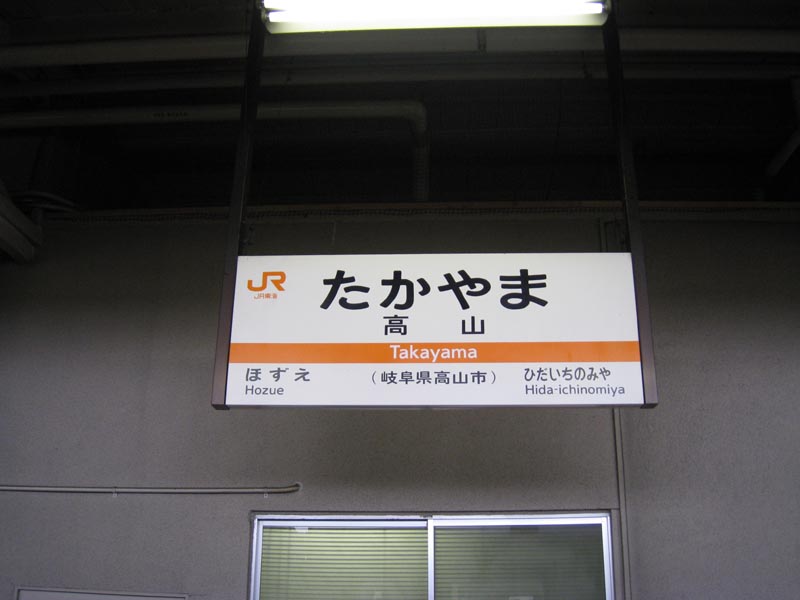 JR
JR東海
たかやま
高山
Takayama
ほずえ
Hozue
（岐阜県高山市）
ひだいちのみや
Hida-ichinomiya